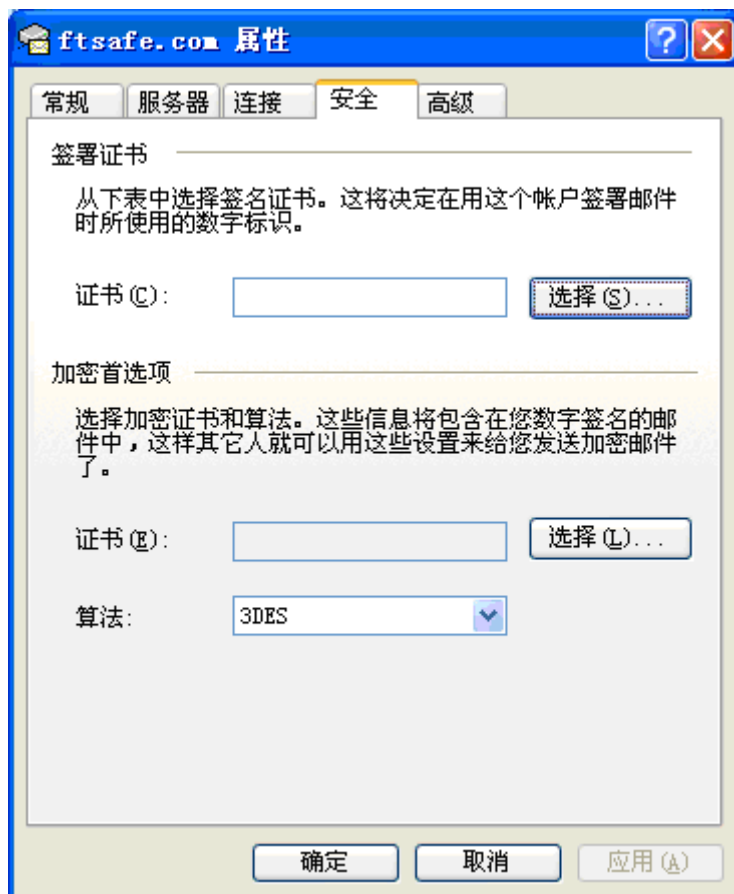 ftsafe.com 属性
常规 服务器 连接 安全 高级
签署证书
从下表中选择签名证书。这将决定在用这个帐户签署邮件
时所使用的数字标识。
证书(C): 选择(S)...
加密首选项
选择加密证书和算法。这些信息将包含在您数字签名的邮
件中，这样其它人就可以用这些设置来给您发送加密邮件
了。
证书(E): 选择(L)...
算法: 3DES
确定 取消 应用(A)